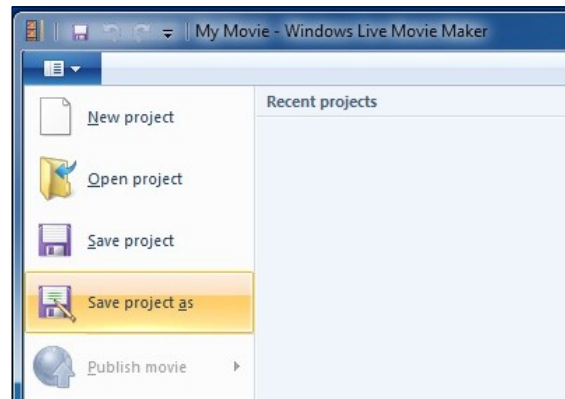 My Movie - Windows Live Movie Maker
Recent projects
New project
Open project
Save project
Save project as
Publish movie